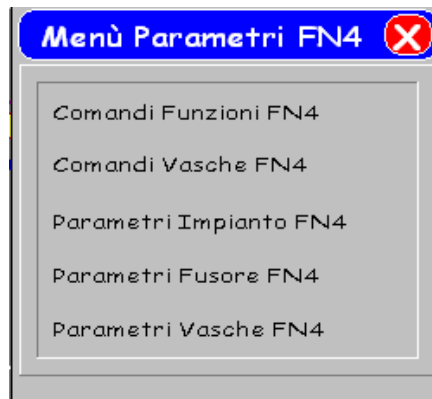 Menù Parametri FN4
Comandi Funzioni FN4
Comandi Vasche FN4
Parametri Impianto FN4
Parametri Fusore FN4
Parametri Vasche FN4